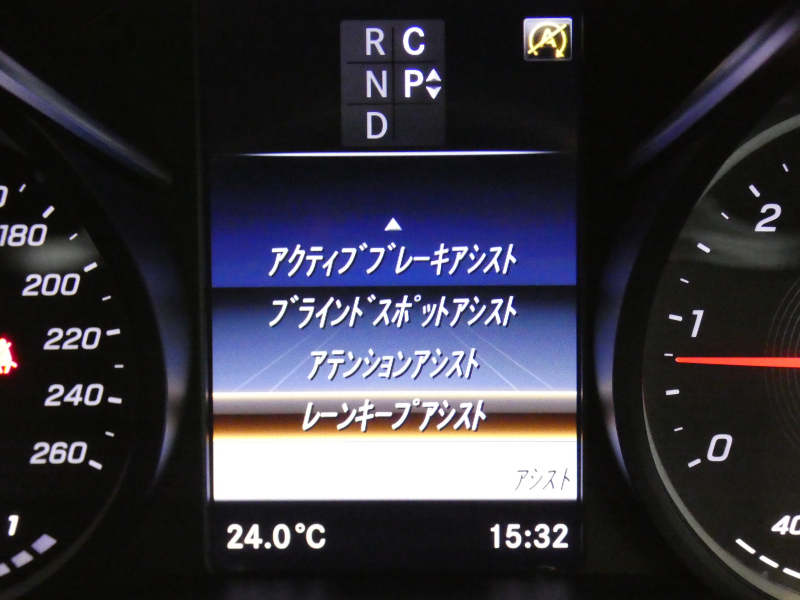 R C
N P
D
A
アクティブブレーキアシスト
ブラインドスポットアシスト
アテンションアシスト
レーンキープアシスト
アシスト
24.0°C 15:32
180
200
220
240
260
1
2
1
0
40